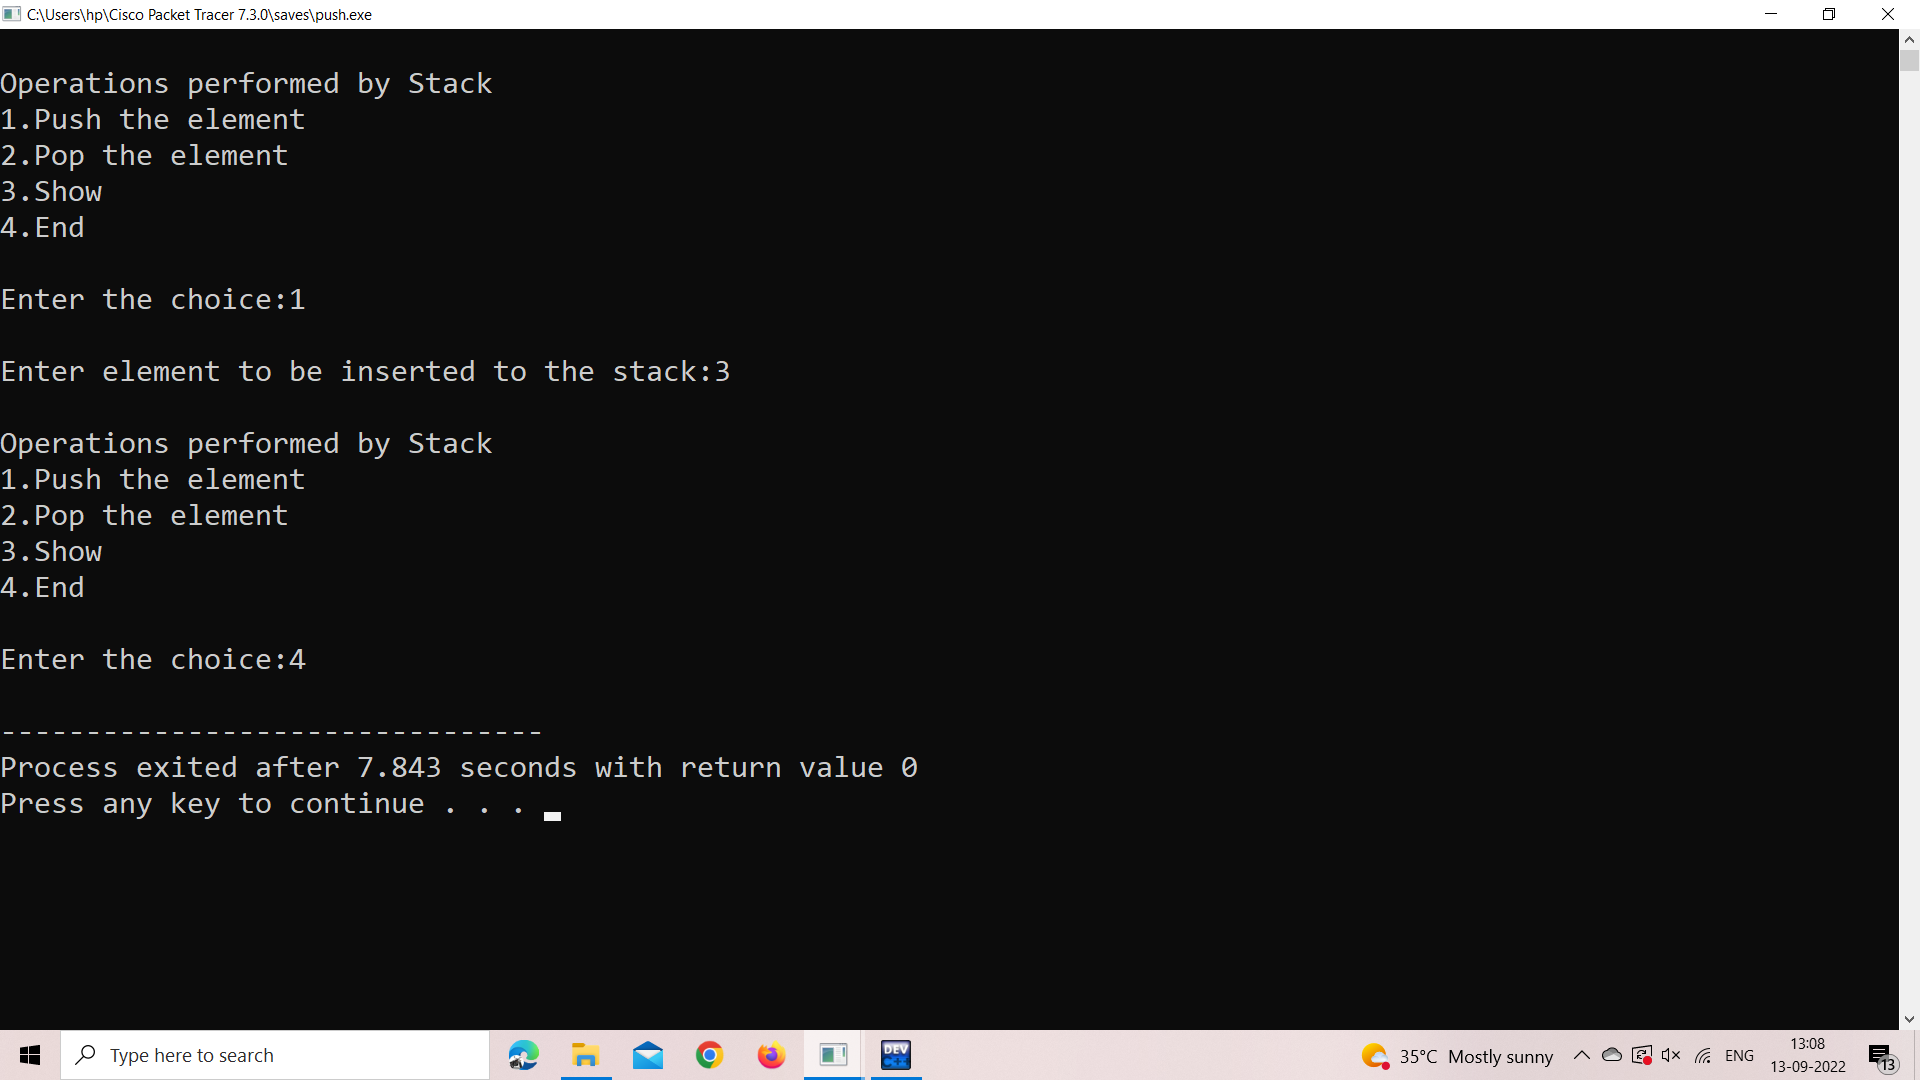 C:\Users\hp\Cisco Packet Tracer 7.3.0\saves\push.exe
Operations performed by Stack
1.Push the element
2.Pop the element
3.Show
4.End
Enter the choice:1
Enter element to be inserted to the stack:3
Operations performed by Stack
1.Push the element
2.Pop the element
3.Show
4.End
Enter the choice:4
--------------------------------
Process exited after 7.843 seconds with return value 0
Press any key to continue . . .
Type here to search
DEV C++
35°C Mostly sunny
ENG
13:08
13-09-2022
13